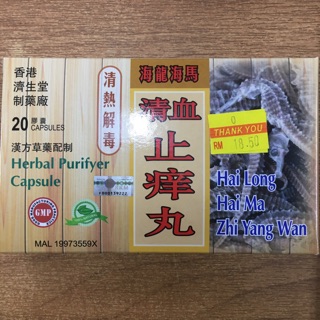 香港
濟生堂
制藥廠
20 膠囊
CAPSULES
漢方草藥配制
Herbal Purifyer
Capsule
GMP
MAL 19973559X
清熱解毒
海龍海馬
清血
止痒丸
0
THANK YOU
RM 18.50
Hai Long
Hai Ma
Zhi Yang Wan